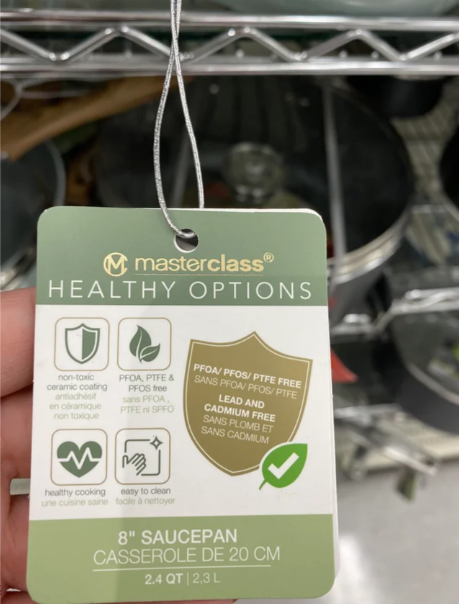 masterclass®
HEALTHY OPTIONS
non-toxic
ceramic coating
antiadhésif
en céramique
non toxique
PFOA, PTFE &
PFOS free
sans PFOA ,
PTFE ni SPFO
PFOA/ PFOS/ PTFE FREE
SANS PFOA/ PFOS/ PTFE
LEAD AND
CADMIUM FREE
SANS PLOMB ET
SANS CADMIUM
healthy cooking
une cuisine saine
easy to clean
facile à nettoyer
8" SAUCEPAN
CASSEROLE DE 20 CM
2.4 QT | 2,3 L